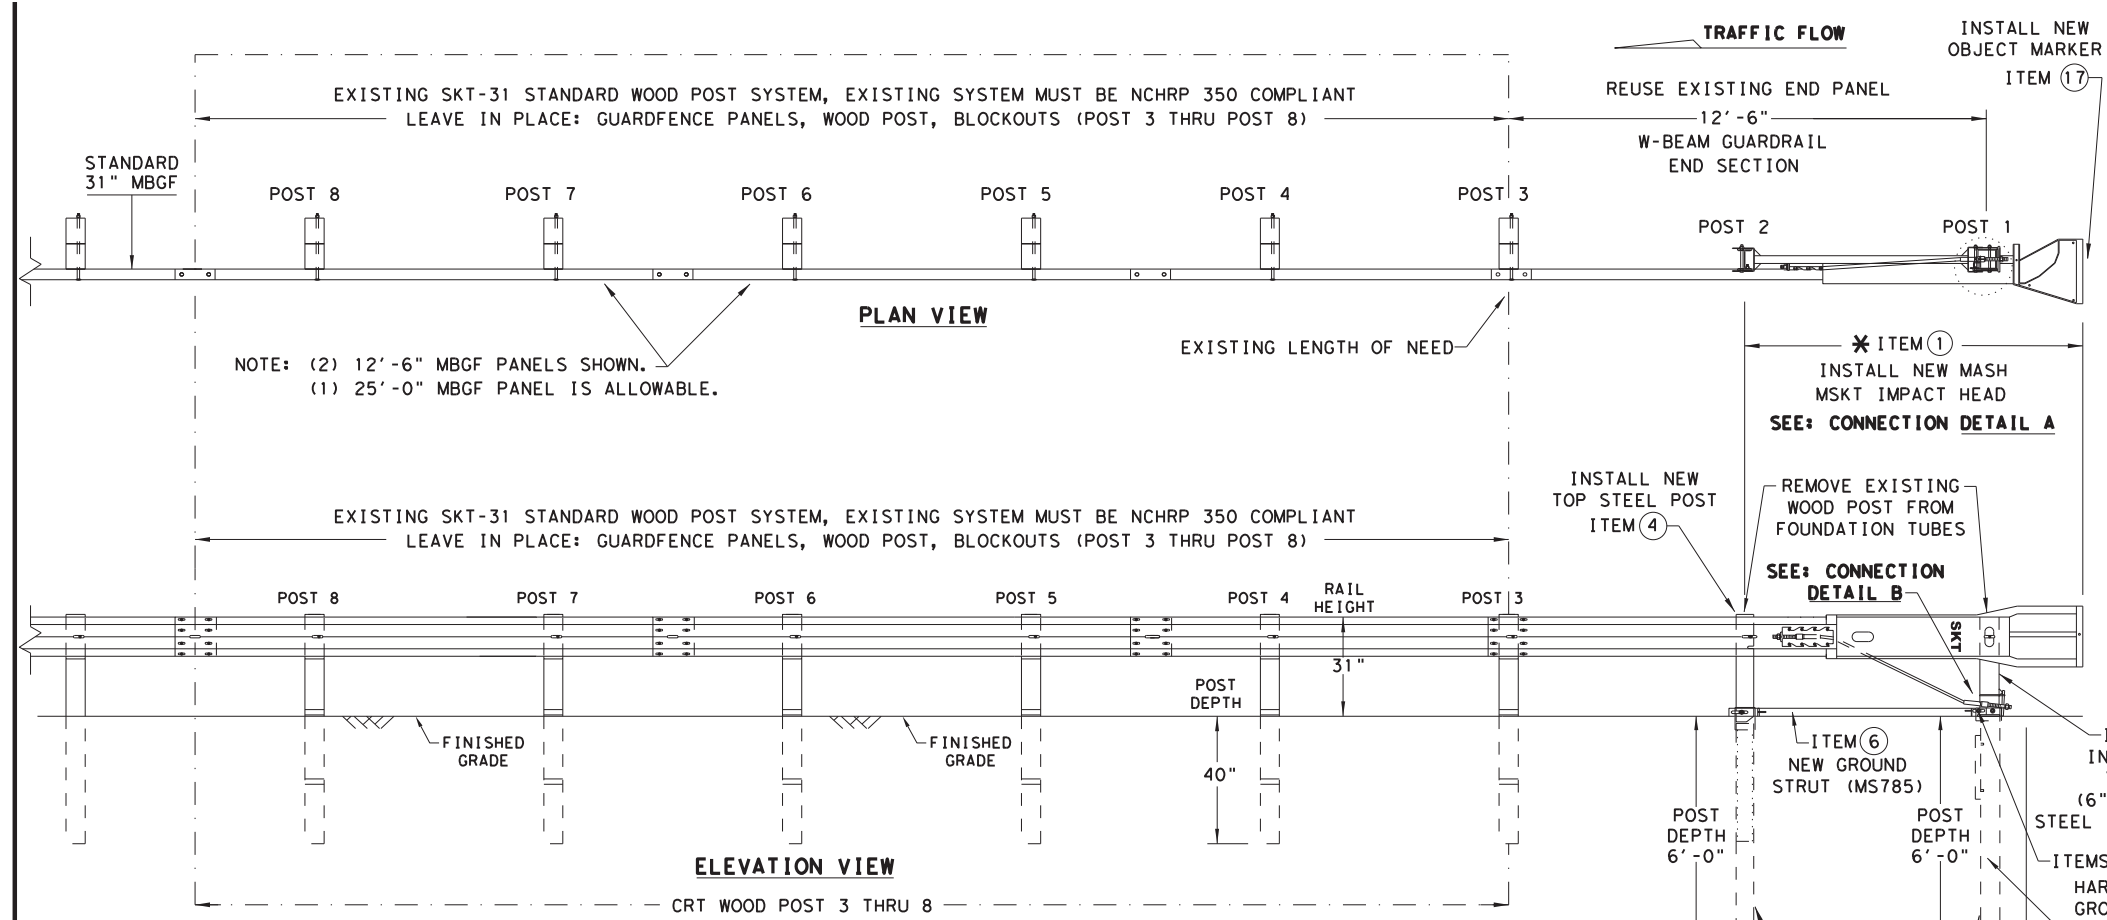 TRAFFIC FLOW
INSTALL NEW
OBJECT MARKER
ITEM 17
EXISTING SKT-31 STANDARD WOOD POST SYSTEM, EXISTING SYSTEM MUST BE NCHRP 350 COMPLIANT
LEAVE IN PLACE: GUARDFENCE PANELS, WOOD POST, BLOCKOUTS (POST 3 THRU POST 8)
REUSE EXISTING END PANEL
12'-6"
W-BEAM GUARDRAIL
END SECTION
STANDARD
31" MBGF
POST 8
POST 7
POST 6
POST 5
POST 4
POST 3
POST 2
POST 1
PLAN VIEW
NOTE: (2) 12'-6" MBGF PANELS SHOWN.
(1) 25'-0" MBGF PANEL IS ALLOWABLE.
EXISTING LENGTH OF NEED
* ITEM 1
INSTALL NEW MASH
MSKT IMPACT HEAD
SEE: CONNECTION DETAIL A
INSTALL NEW
TOP STEEL POST
ITEM 4
REMOVE EXISTING
WOOD POST FROM
FOUNDATION TUBES
EXISTING SKT-31 STANDARD WOOD POST SYSTEM, EXISTING SYSTEM MUST BE NCHRP 350 COMPLIANT
LEAVE IN PLACE: GUARDFENCE PANELS, WOOD POST, BLOCKOUTS (POST 3 THRU POST 8)
SEE: CONNECTION
DETAIL B
POST 8
POST 7
POST 6
POST 5
POST 4
RAIL
HEIGHT
POST 3
SKT
31"
POST
DEPTH
40"
FINISHED
GRADE
FINISHED
GRADE
ITEM 6
NEW GROUND
STRUT (MS785)
POST
DEPTH
6'-0"
POST
DEPTH
6'-0"
IN
(6"
STEEL
ITEMS
HAR
GRO
ELEVATION VIEW
CRT WOOD POST 3 THRU 8